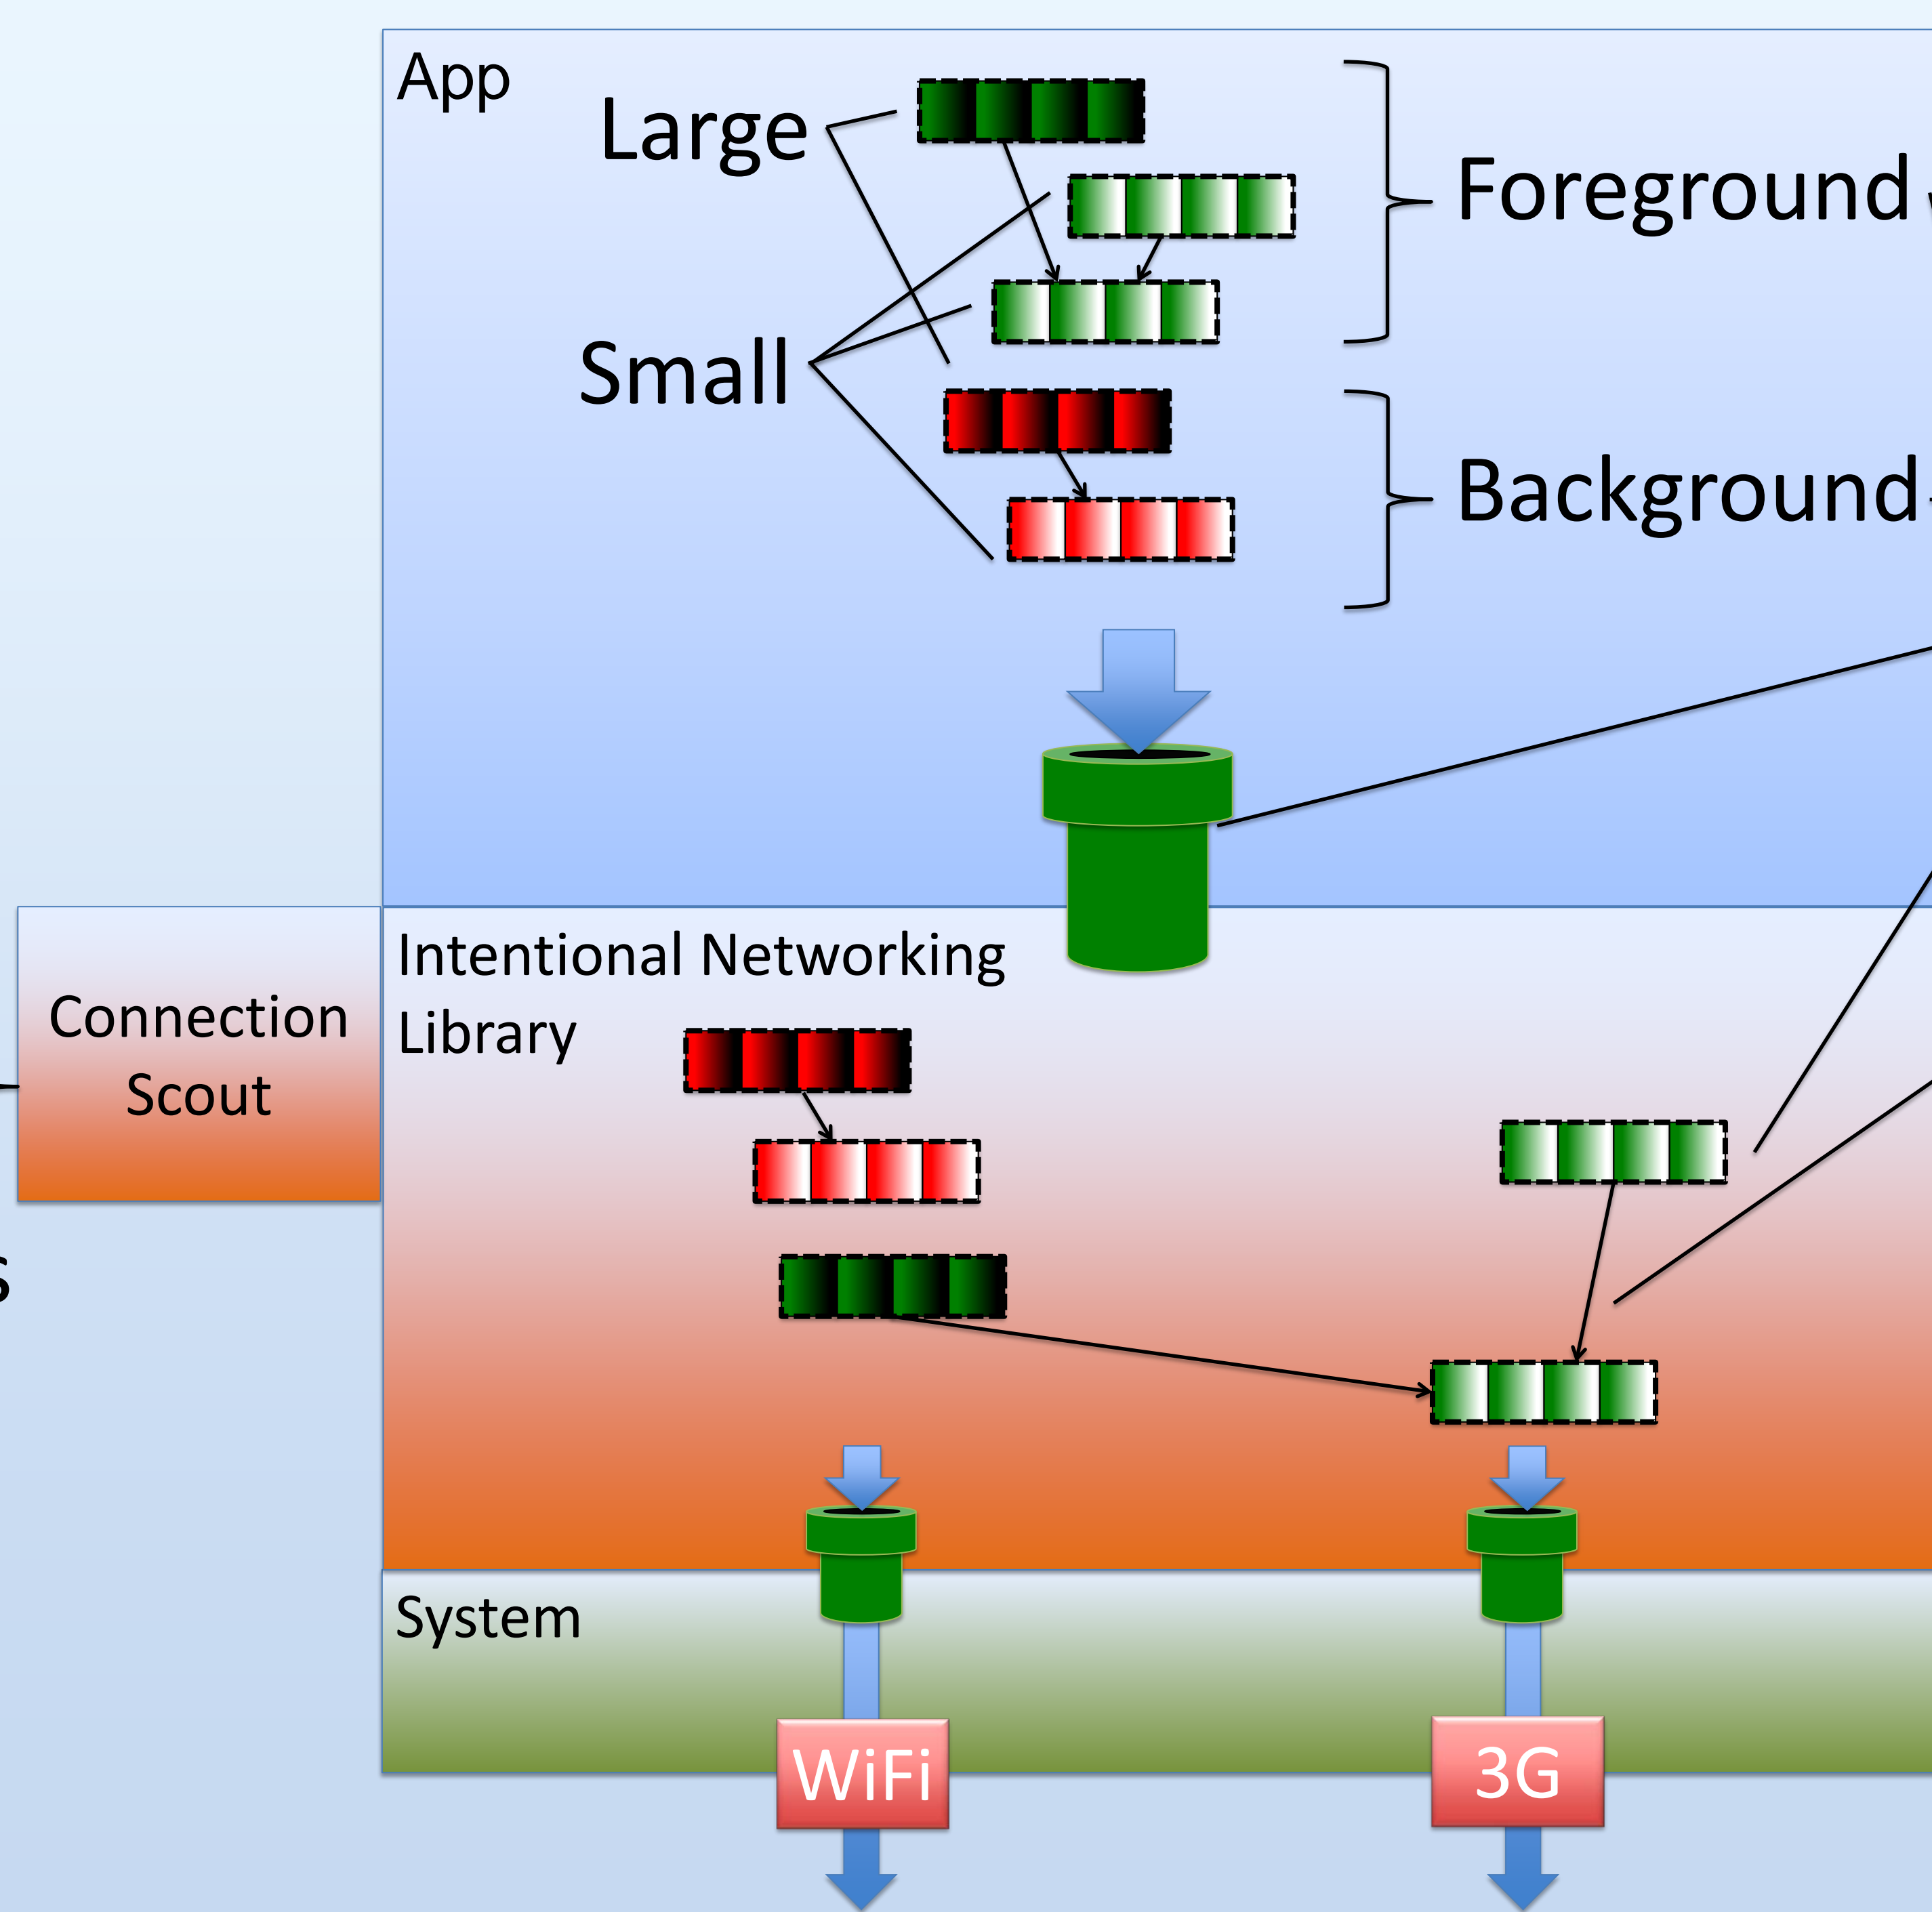 App
Large
Foreground
Small
Background
Intentional Networking
Library
Connection
Scout
s
System
WiFi
3G